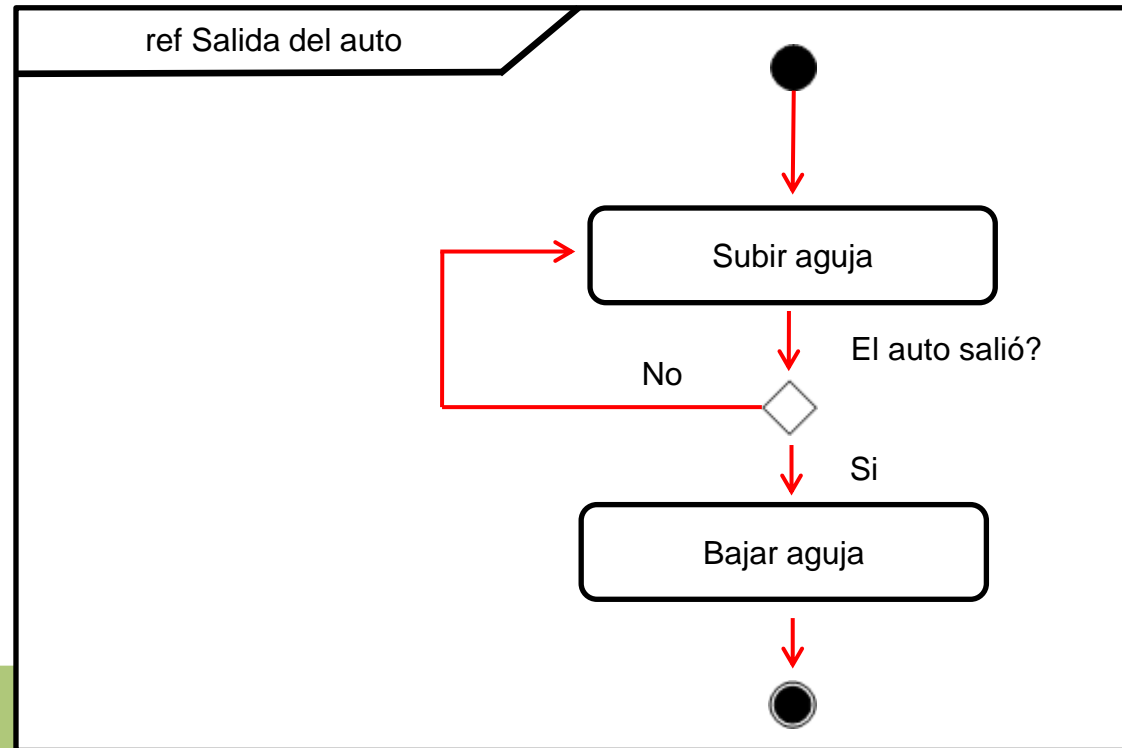 ref Salida del auto
Subir aguja
El auto salió?
No
Si
Bajar aguja